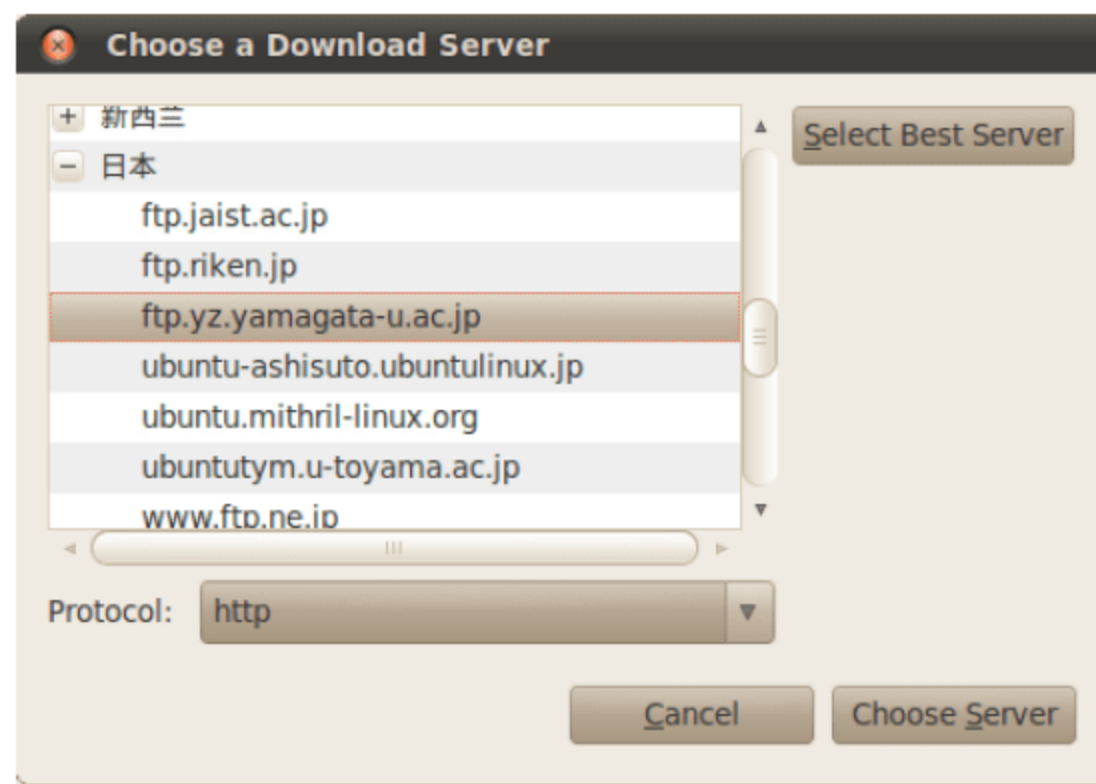 Choose a Download Server
新西兰
Select Best Server
日本
ftp.jaist.ac.jp
ftp.riken.jp
ftp.yz.yamagata-u.ac.jp
ubuntu-ashisuto.ubuntulinux.jp
ubuntu.mithril-linux.org
ubuntutym.u-toyama.ac.jp
www.ftp.ne.jp
Protocol: http
Cancel
Choose Server